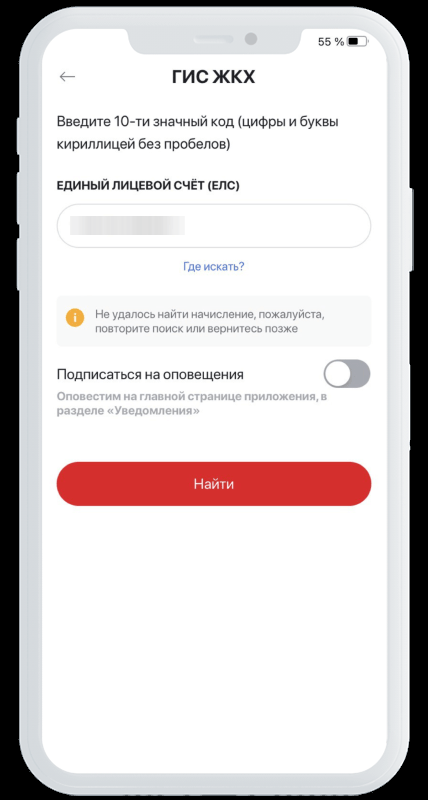 55 %
ГИС ЖКХ
Введите 10-ти значный код (цифры и буквы
кириллицей без пробелов)
ЕДИНЫЙ ЛИЦЕВОЙ СЧЁТ (ЕЛС)
Где искать?
Не удалось найти начисление, пожалуйста,
повторите поиск или вернитесь позже
Подписаться на оповещения
Оповестим на главной странице приложения, в
разделе «Уведомления»
Найти